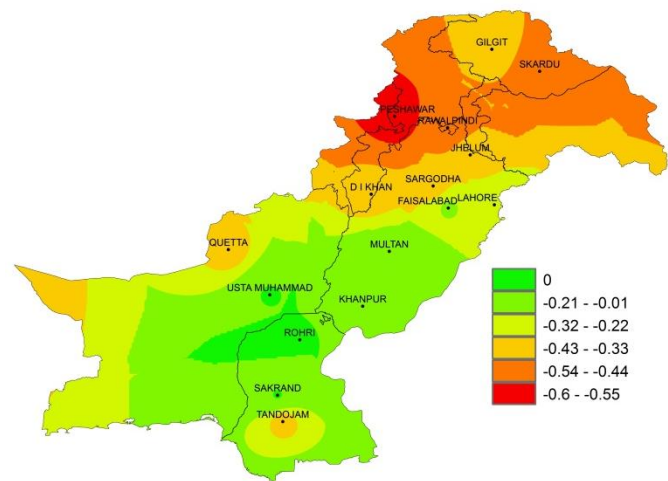 GILGIT
SKARDU
PESHAWAR
RAWALPINDI
JHELUM
SARGODHA
D I KHAN
FAISALABAD
LAHORE
QUETTA
MULTAN
USTA MUHAMMAD
KHANPUR
ROHRI
SAKRAND
TANDOJAM
0
-0.21 - -0.01
-0.32 - -0.22
-0.43 - -0.33
-0.54 - -0.44
-0.6 - -0.55